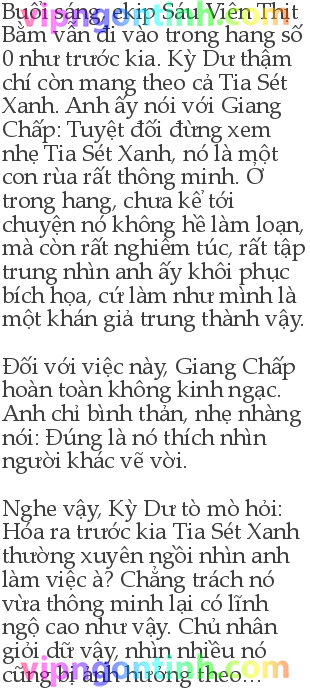 Buổi sáng, ekip Sáu Viên Thịt
Bằm vẫn đi vào trong hang số
0 như trước kia. Kỳ Dư thậm
chí còn mang theo cả Tia Sét
Xanh. Anh ấy nói với Giang
Chấp: Tuyệt đối đừng xem
nhẹ Tia Sét Xanh, nó là một
con rùa rất thông minh. Ở
trong hang, chưa kể tới
chuyện nó không hề làm loạn,
mà còn rất nghiêm túc, rất tập
trung nhìn anh ấy khôi phục
bích họa, cứ làm như mình là
một khán giả trung thành vậy.
Đối với việc này, Giang Chấp
hoàn toàn không kinh ngạc.
Anh chỉ bình thản, nhẹ nhàng
nói: Đúng là nó thích nhìn
người khác vẽ vời.
Nghe vậy, Kỳ Dư tò mò hỏi:
Hóa ra trước kia Tia Sét Xanh
thường xuyên ngồi nhìn anh
làm việc à? Chẳng trách nó
vừa thông minh lại có lĩnh
ngộ cao như vậy. Chủ nhân
giỏi dữ vậy, nhìn nhiều nó
cũng bị ảnh hưởng theo...
vipngontinh.com
vipngontinh.com